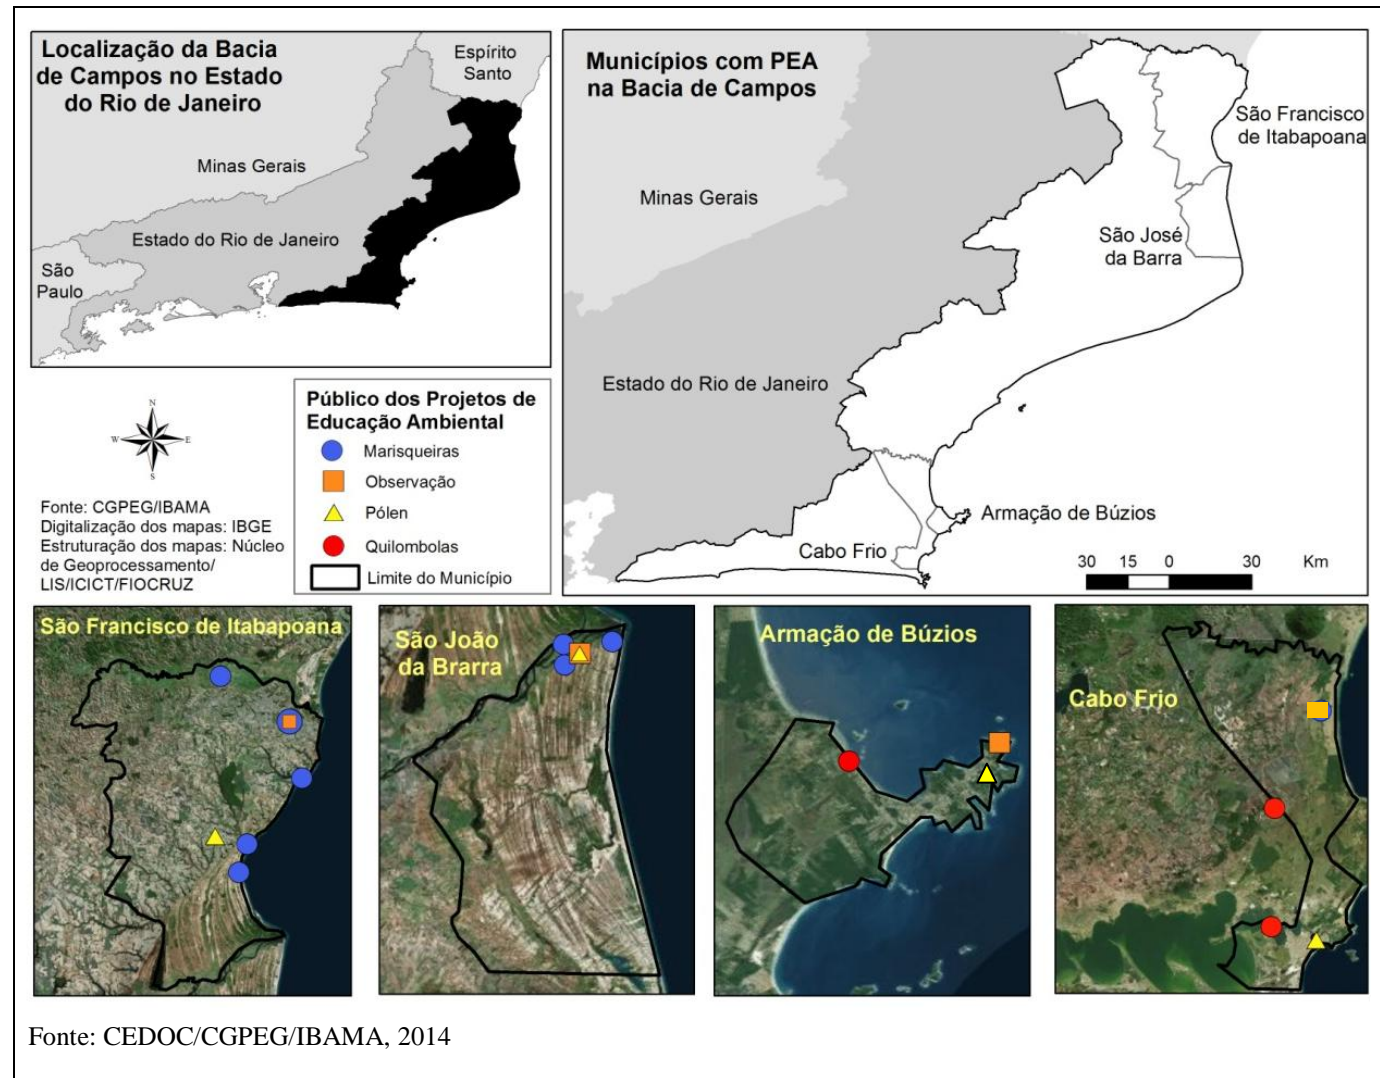 Localização da Bacia
de Campos no Estado
do Rio de Janeiro
Espírito
Santo
Minas Gerais
Estado do Rio de Janeiro
São
Paulo
Municípios com PEA
na Bacia de Campos
São Francisco
de Itabapoana
Minas Gerais
São José
da Barra
Estado do Rio de Janeiro
Armação de Búzios
Cabo Frio
30 15 0 30 Km
N
W E
S
Fonte: CGPEG/IBAMA
Digitalização dos mapas: IBGE
Estruturação dos mapas: Núcleo
de Geoprocessamento/
LIS/ICICT/FIOCRUZ
Público dos Projetos de
Educação Ambiental
Marisqueiras
Observação
Pólen
Quilombolas
Limite do Município
São Francisco de Itabapoana
São João
da Brarra
Armação de Búzios
Cabo Frio
Fonte: CEDOC/CGPEG/IBAMA, 2014